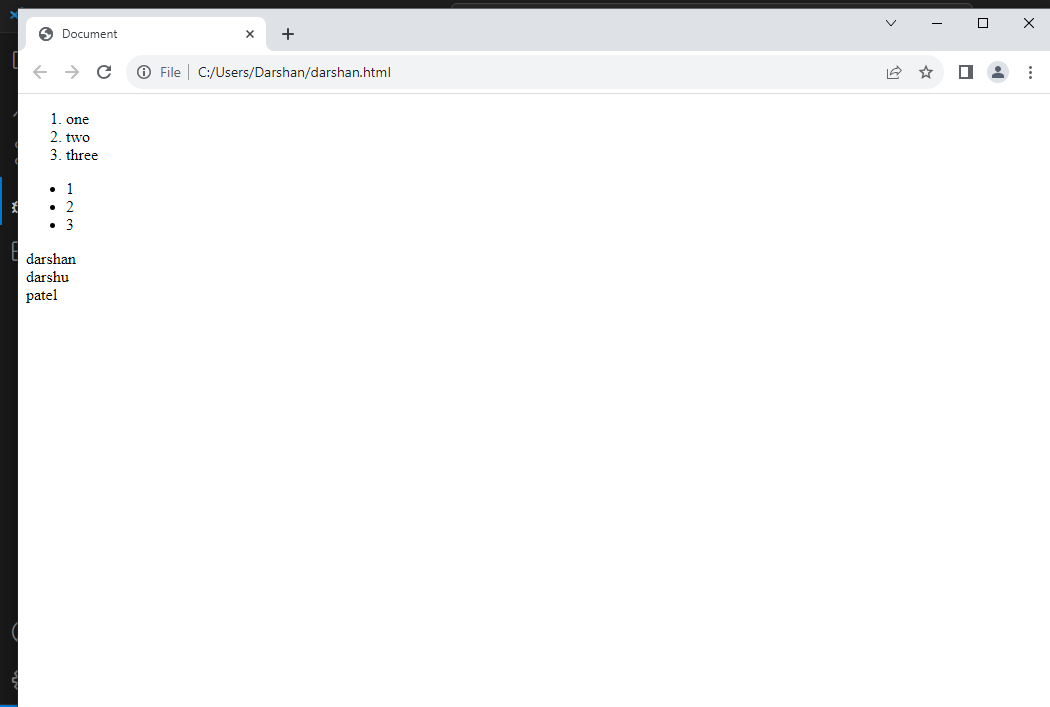 Document
File C:/Users/Darshan/darshan.html
1. one
2. two
3. three
• 1
• 2
• 3
darshan
darshu
patel